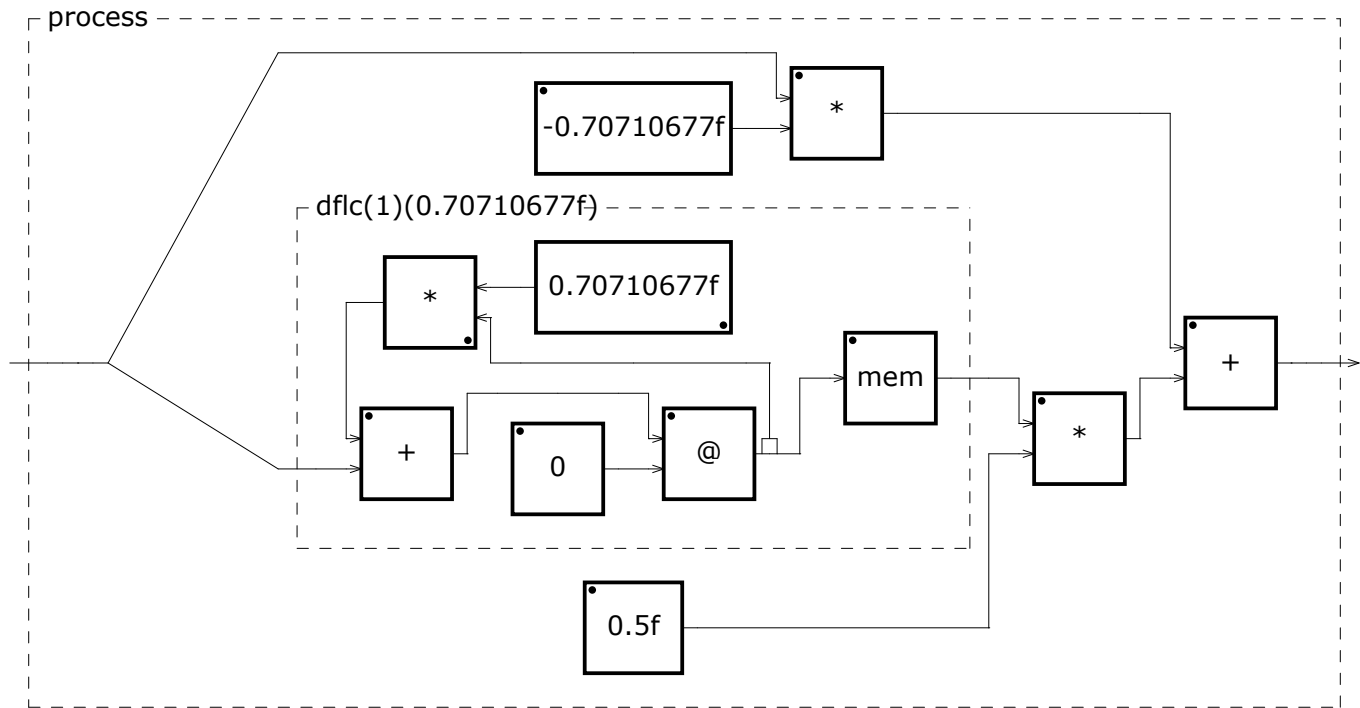 process
*
-0.70710677f
dflc(1)(0.70710677f)
*
0.70710677f
mem
+
+
0
@
*
0.5f